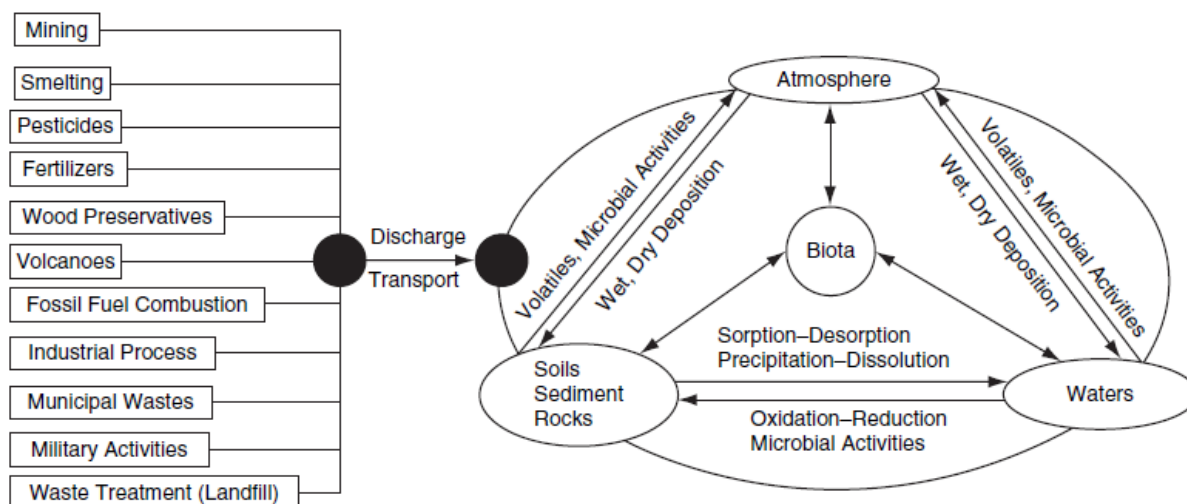 Mining
Smelting
Pesticides
Fertilizers
Wood Preservatives
Volcanoes
Fossil Fuel Combustion
Industrial Process
Municipal Wastes
Military Activities
Waste Treatment (Landfill)
Discharge
Transport
Atmosphere
Volatiles, Microbial Activities
Wet, Dry Deposition
Biota
Wet, Dry Deposition
Volatiles, Microbial Activities
Soils
Sediment
Rocks
Sorption–Desorption
Precipitation–Dissolution
Oxidation–Reduction
Microbial Activities
Waters